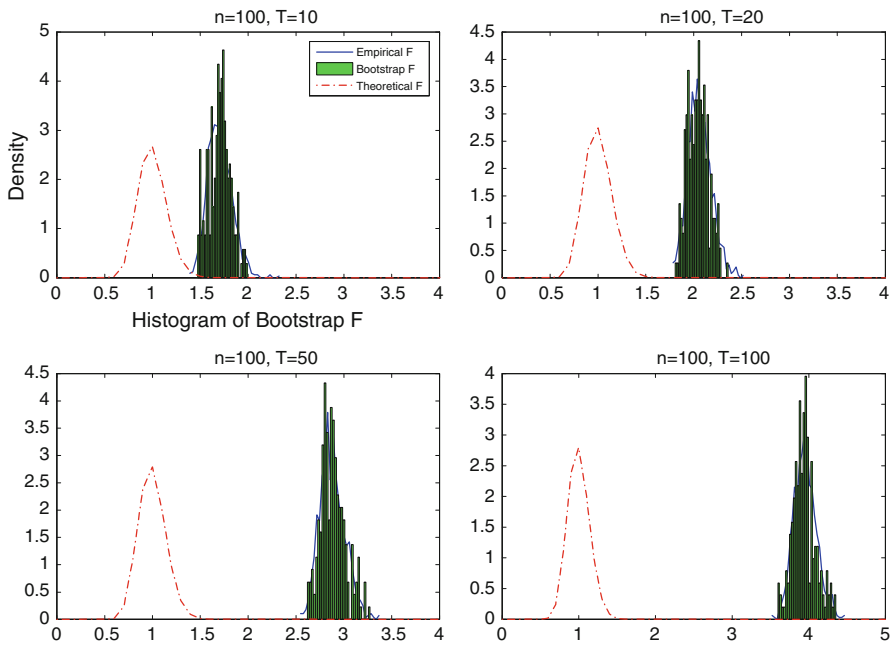 n=100, T=10
5
4
3
2
1
0
Density
Empirical F
Bootstrap F
Theoretical F
0 0.5 1 1.5 2 2.5 3 3.5 4
Histogram of Bootstrap F
n=100, T=20
4.5
4
3.5
3
2.5
2
1.5
1
0.5
0
0 0.5 1 1.5 2 2.5 3 3.5 4
n=100, T=50
4.5
4
3.5
3
2.5
2
1.5
1
0.5
0
0 0.5 1 1.5 2 2.5 3 3.5 4
n=100, T=100
4
3.5
3
2.5
2
1.5
1
0.5
0
0 1 2 3 4 5